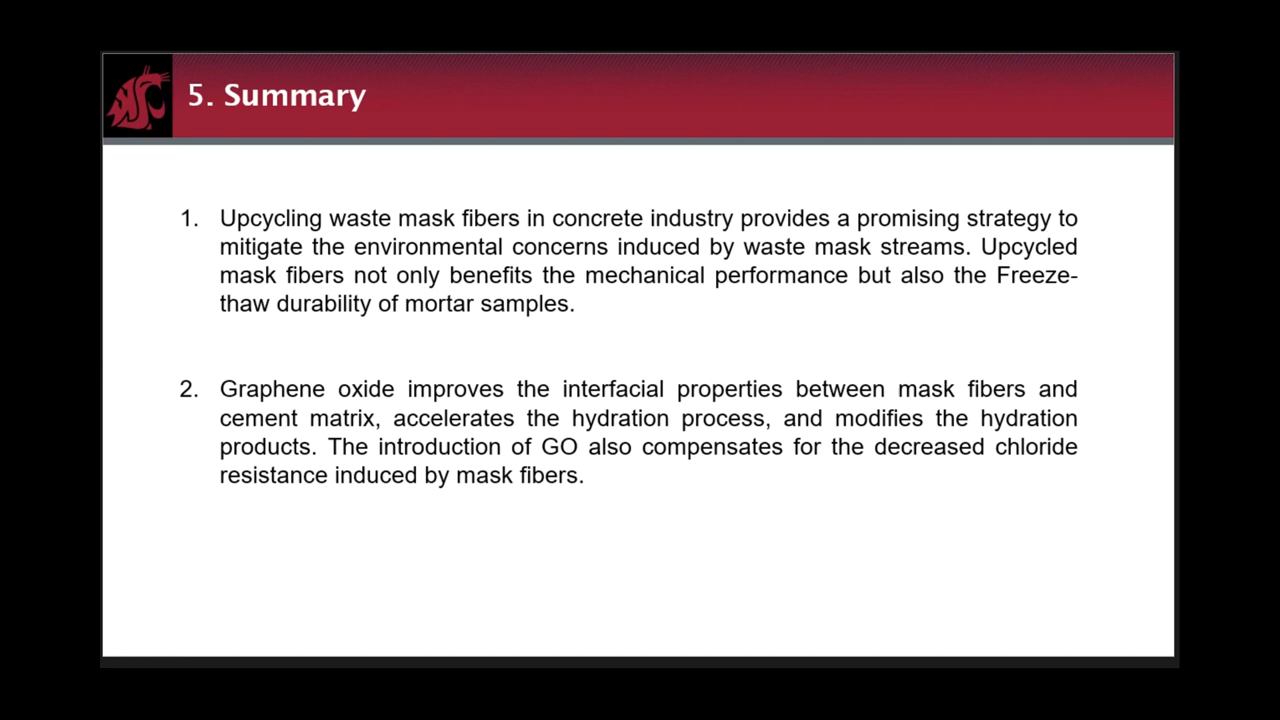 5. Summary
1. Upcycling waste mask fibers in concrete industry provides a promising strategy to
mitigate the environmental concerns induced by waste mask streams. Upcycled
mask fibers not only benefits the mechanical performance but also the Freeze-
thaw durability of mortar samples.
2. Graphene oxide improves the interfacial properties between mask fibers and
cement matrix, accelerates the hydration process, and modifies the hydration
products. The introduction of GO also compensates for the decreased chloride
resistance induced by mask fibers.